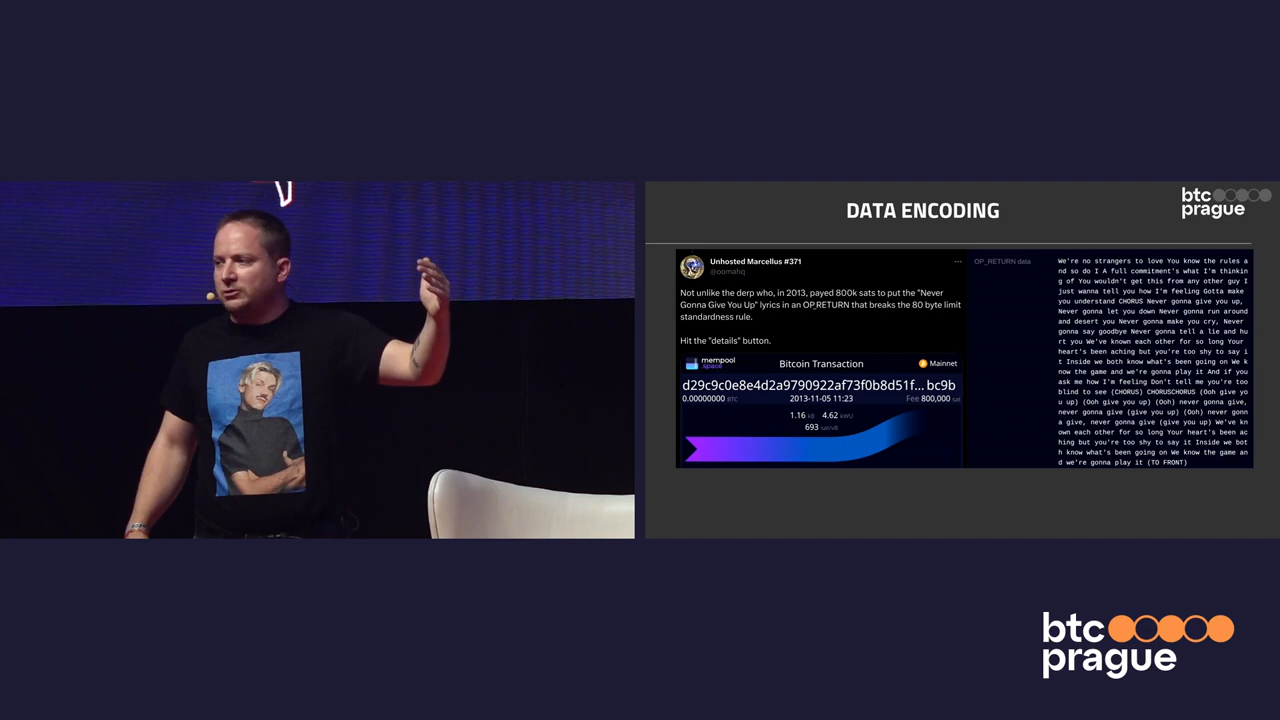 DATA ENCODING
btc
prague
Unhosted Marcellus #371
@oomahq
Not unlike the derp who, in 2013, payed 800k sats to put the "Never
Gonna Give You Up" lyrics in an OP_RETURN that breaks the 80 byte limit
standardness rule.
Hit the "details" button.
mempool
space
Bitcoin Transaction
Mainnet
d29c9c0e8e4d2a9790922af73f0b8d51f... bc9b
0.00000000 BTC
2013-11-05 11:23
Fee 800,000 sat
1.16 kB 4.62 kWU
693 sat/vB
OP_RETURN data
We're no strangers to love You know the rules a
nd so do I A full commitment's what I'm thinkin
g of You wouldn't get this from any other guy I
just wanna tell you how I'm feeling Gotta make
you understand CHORUS Never gonna give you up,
Never gonna let you down Never gonna run around
and desert you Never gonna make you cry, Never
gonna say goodbye Never gonna tell a lie and hu
rt you We've known each other for so long Your
heart's been aching but you're too shy to say i
t Inside we both know what's been going on We k
now the game and we're gonna play it And if you
ask me how I'm feeling Don't tell me you're too
blind to see (CHORUS) CHORUSCHORUS (Ooh give yo
u up) (Ooh give you up) (Ooh) never gonna give,
never gonna give (give you up) (Ooh) never gonn
a give, never gonna give (give you up) We've kn
own each other for so long Your heart's been ac
hing but you're too shy to say it Inside we bot
h know what's been going on We know the game an
d we're gonna play it (TO FRONT)
btc
prague